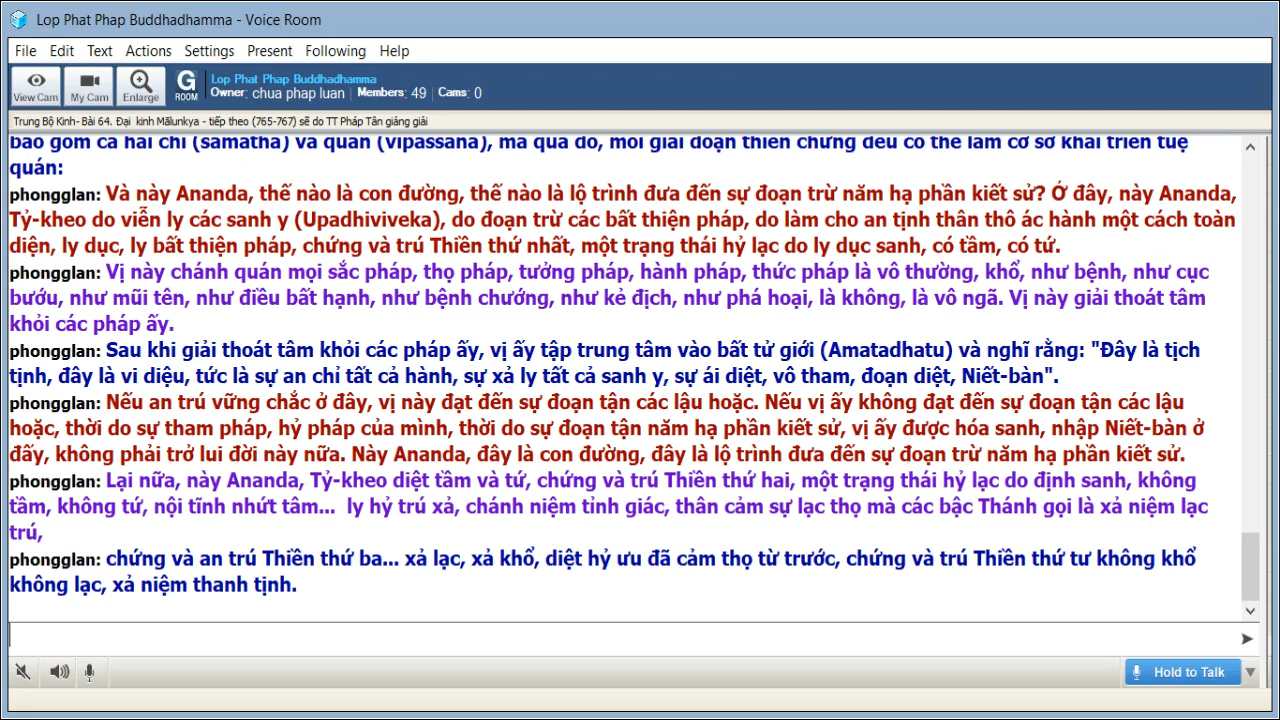 Lop Phat Phap Buddhadhamma - Voice Room
File Edit Text Actions Settings Present Following Help
View Cam My Cam Enlarge G ROOM
Lop Phat Phap Buddhadhamma
Owner: chua phap luan | Members: 49 | Cams: 0
Trung Bộ Kinh- Bài 64. Đại kinh Mãlunkya - tiếp theo (765-767) sẽ do TT Pháp Tân giảng giải
bao gồm cả hai chi (samatha) và quán (vipassana), mà qua đó, mỗi giai đoạn thiền chứng đều có thể làm cơ sở khai triển tuệ
quán:
phongglan: Và này Ananda, thế nào là con đường, thế nào là lộ trình đưa đến sự đoạn trừ năm hạ phần kiết sử? Ở đây, này Ananda,
Tỷ-kheo do viễn ly các sanh y (Upadhiviveka), do đoạn trừ các bất thiện pháp, do làm cho an tịnh thân thô ác hành một cách toàn
diện, ly dục, ly bất thiện pháp, chứng và trú Thiền thứ nhất, một trạng thái hỷ lạc do ly dục sanh, có tầm, có tứ.
phongglan: Vị này chánh quán mọi sắc pháp, thọ pháp, tưởng pháp, hành pháp, thức pháp là vô thường, khổ, như bệnh, như cục
bướu, như mũi tên, như điều bất hạnh, như bệnh chướng, như kẻ địch, như phá hoại, là không, là vô ngã. Vị này giải thoát tâm
khỏi các pháp ấy.
phongglan: Sau khi giải thoát tâm khỏi các pháp ấy, vị ấy tập trung tâm vào bất tử giới (Amatadhatu) và nghĩ rằng: "Đây là tịch
tịnh, đây là vi diệu, tức là sự an chỉ tất cả hành, sự xả ly tất cả sanh y, sự ái diệt, vô tham, đoạn diệt, Niết-bàn".
phongglan: Nếu an trú vững chắc ở đây, vị này đạt đến sự đoạn tận các lậu hoặc. Nếu vị ấy không đạt đến sự đoạn tận các lậu
hoặc, thời do sự tham pháp, hỷ pháp của mình, thời do sự đoạn tận năm hạ phần kiết sử, vị ấy được hóa sanh, nhập Niết-bàn ở
đấy, không phải trở lui đời này nữa. Này Ananda, đây là con đường, đây là lộ trình đưa đến sự đoạn trừ năm hạ phần kiết sử.
phongglan: Lại nữa, này Ananda, Tỷ-kheo diệt tầm và tứ, chứng và trú Thiền thứ hai, một trạng thái hỷ lạc do định sanh, không
tầm, không tứ, nội tĩnh nhứt tâm... ly hỷ trú xả, chánh niệm tỉnh giác, thân cảm sự lạc thọ mà các bậc Thánh gọi là xả niệm lạc
trú,
phongglan: chứng và an trú Thiền thứ ba... xả lạc, xả khổ, diệt hỷ ưu đã cảm thọ từ trước, chứng và trú Thiền thứ tư không khổ
không lạc, xả niệm thanh tịnh.
Hold to Talk